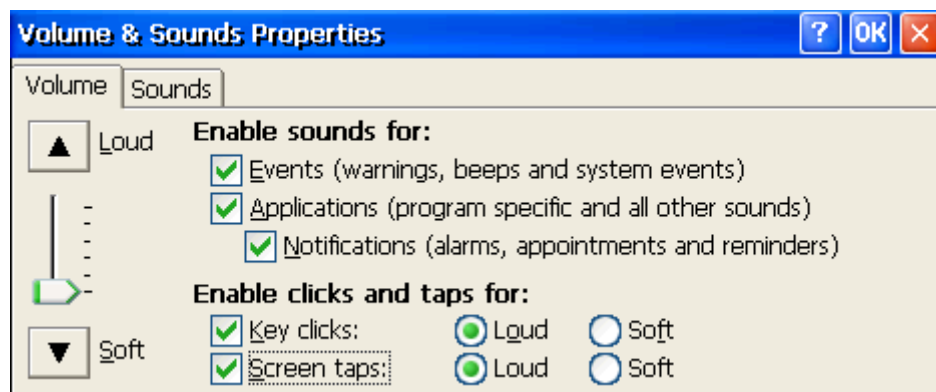 Volume & Sounds Properties ? OK
Volume Sounds
Loud
Enable sounds for:
Events (warnings, beeps and system events)
Applications (program specific and all other sounds)
Notifications (alarms, appointments and reminders)
Enable clicks and taps for:
Key clicks: Loud Soft
Soft
Screen taps: Loud Soft